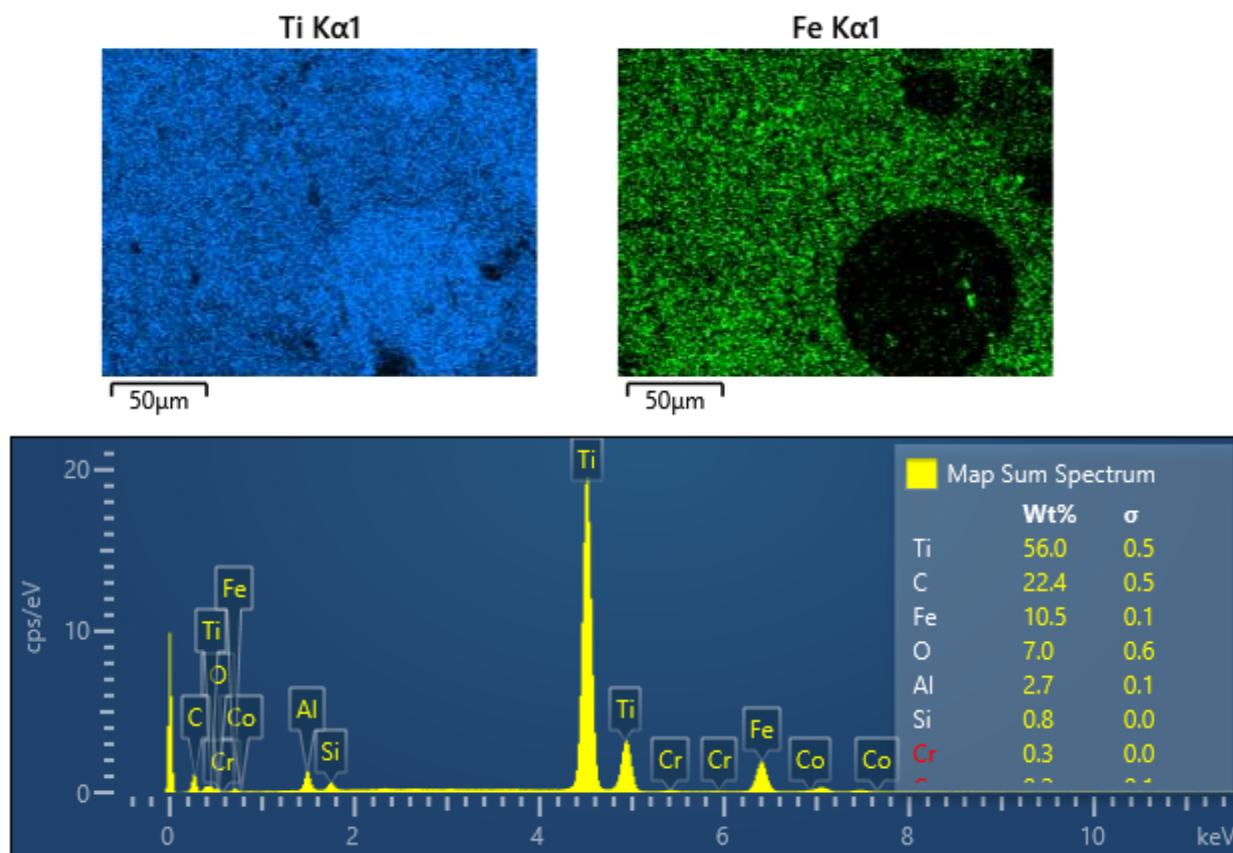 Ti Kα1
Fe Kα1
50μm
50μm
Ti
20
Map Sum Spectrum
Wt% σ
Ti 56.0 0.5
C 22.4 0.5
Fe 10.5 0.1
O 7.0 0.6
Al 2.7 0.1
Si 0.8 0.0
Cr 0.3 0.0
cps/eV
Fe
10
Ti
O
C
Co
Al
Ti
Fe
Cr
Si
Cr
Cr
Co
Co
0
0 2 4 6 8 10 keV